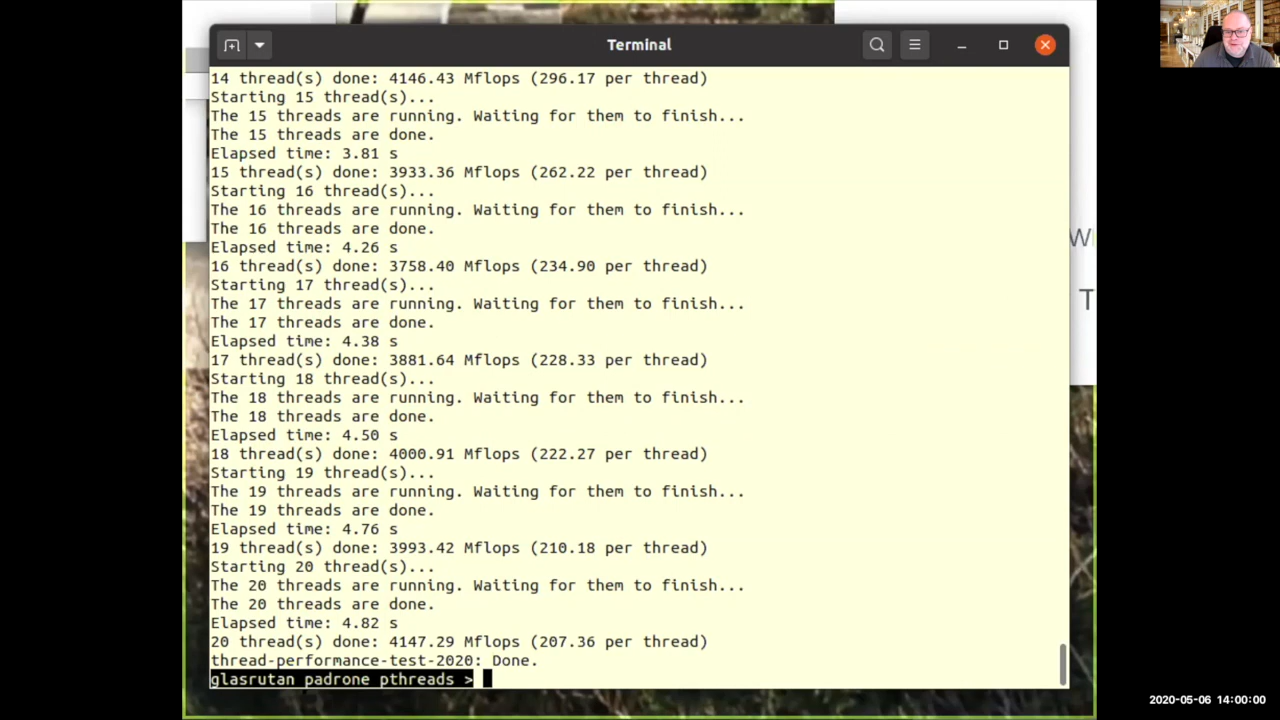 Terminal
14 thread(s) done: 4146.43 Mflops (296.17 per thread)
Starting 15 thread(s)...
The 15 threads are running. Waiting for them to finish...
The 15 threads are done.
Elapsed time: 3.81 s
15 thread(s) done: 3933.36 Mflops (262.22 per thread)
Starting 16 thread(s)...
The 16 threads are running. Waiting for them to finish...
The 16 threads are done.
Elapsed time: 4.26 s
16 thread(s) done: 3758.40 Mflops (234.90 per thread)
Starting 17 thread(s)...
The 17 threads are running. Waiting for them to finish...
The 17 threads are done.
Elapsed time: 4.38 s
17 thread(s) done: 3881.64 Mflops (228.33 per thread)
Starting 18 thread(s)...
The 18 threads are running. Waiting for them to finish...
The 18 threads are done.
Elapsed time: 4.50 s
18 thread(s) done: 4000.91 Mflops (222.27 per thread)
Starting 19 thread(s)...
The 19 threads are running. Waiting for them to finish...
The 19 threads are done.
Elapsed time: 4.76 s
19 thread(s) done: 3993.42 Mflops (210.18 per thread)
Starting 20 thread(s)...
The 20 threads are running. Waiting for them to finish...
The 20 threads are done.
Elapsed time: 4.82 s
20 thread(s) done: 4147.29 Mflops (207.36 per thread)
thread-performance-test-2020: Done.
glasrutan padrone pthreads >
W
T
2020-05-06 14:00:00